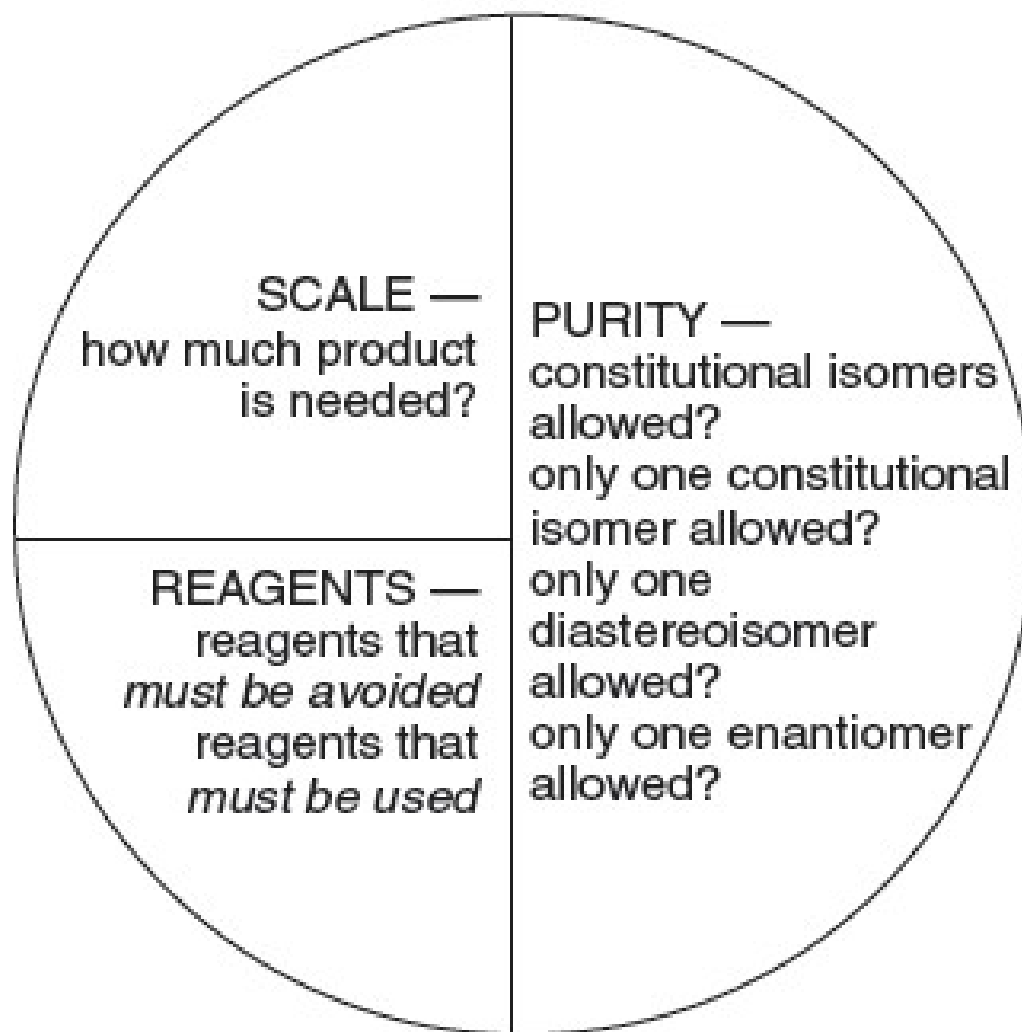 SCALE —
how much product
is needed?
REAGENTS —
reagents that
must be avoided
reagents that
must be used
PURITY —
constitutional isomers
allowed?
only one constitutional
isomer allowed?
only one
diastereoisomer
allowed?
only one enantiomer
allowed?